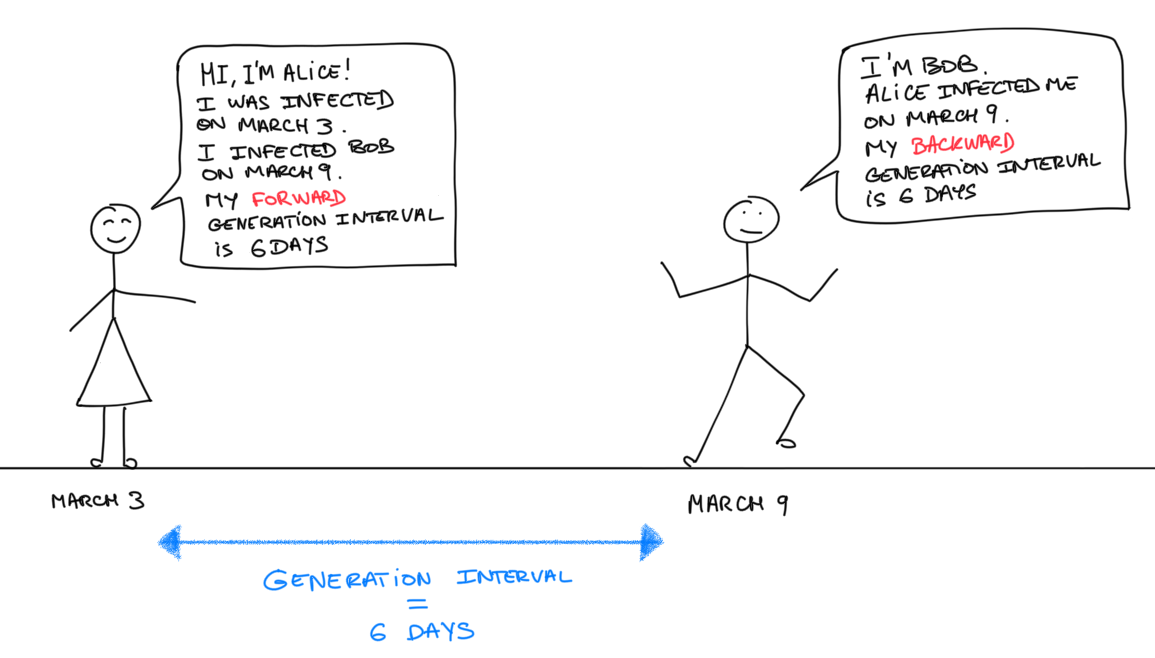 HI, I'M ALiCE!
I WAS INFECTED
ON MARCH 3.
I INFECTED BOB
ON MARCH 9.
MY FORWARD
GENERATiON INTERVAL
iS 6 DAYS
I'M BOB.
ALiCE INFECTED ME
ON MARCH 9.
MY BACKWARD
GENERATiON INTERVAL
iS 6 DAYS
MARCH 3
MARCH 9
GENERATiON INTERVAL
=
6 DAYS